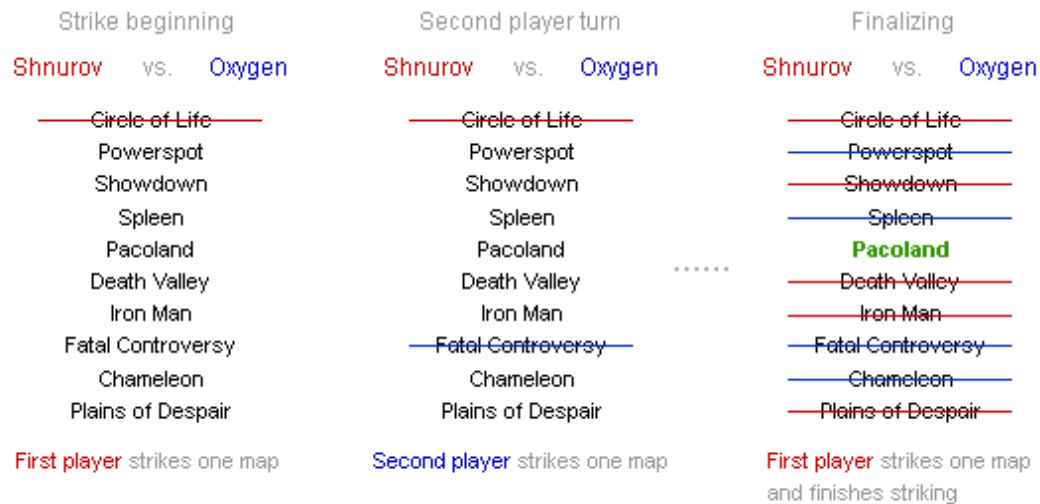 Strike beginning
Shnurov vs. Oxygen
Circle of Life
Powerspot
Showdown
Spleen
Pacoland
Death Valley
Iron Man
Fatal Controversy
Chameleon
Plains of Despair
First player strikes one map
Second player turn
Shnurov vs. Oxygen
Circle of Life
Powerspot
Showdown
Spleen
Pacoland
Death Valley
Iron Man
Fatal Controversy
Chameleon
Plains of Despair
Second player strikes one map
......
Finalizing
Shnurov vs. Oxygen
Circle of Life
Powerspot
Showdown
Spleen
Pacoland
Death Valley
Iron Man
Fatal Controversy
Chameleon
Plains of Despair
First player strikes one map
and finishes striking